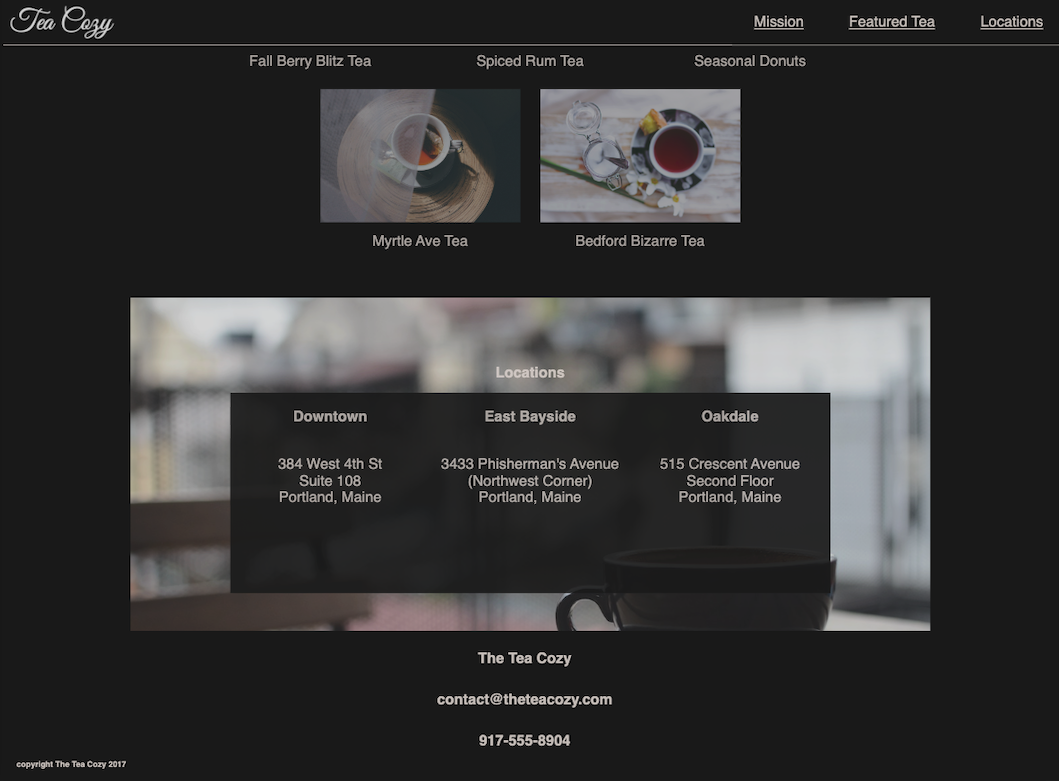 Tea Cozy
Mission
Featured Tea
Locations
Fall Berry Blitz Tea
Spiced Rum Tea
Seasonal Donuts
Myrtle Ave Tea
Bedford Bizarre Tea
Locations
Downtown
384 West 4th St
Suite 108
Portland, Maine
East Bayside
3433 Phisherman's Avenue
(Northwest Corner)
Portland, Maine
Oakdale
515 Crescent Avenue
Second Floor
Portland, Maine
The Tea Cozy
contact@theteacozy.com
917-555-8904
copyright The Tea Cozy 2017